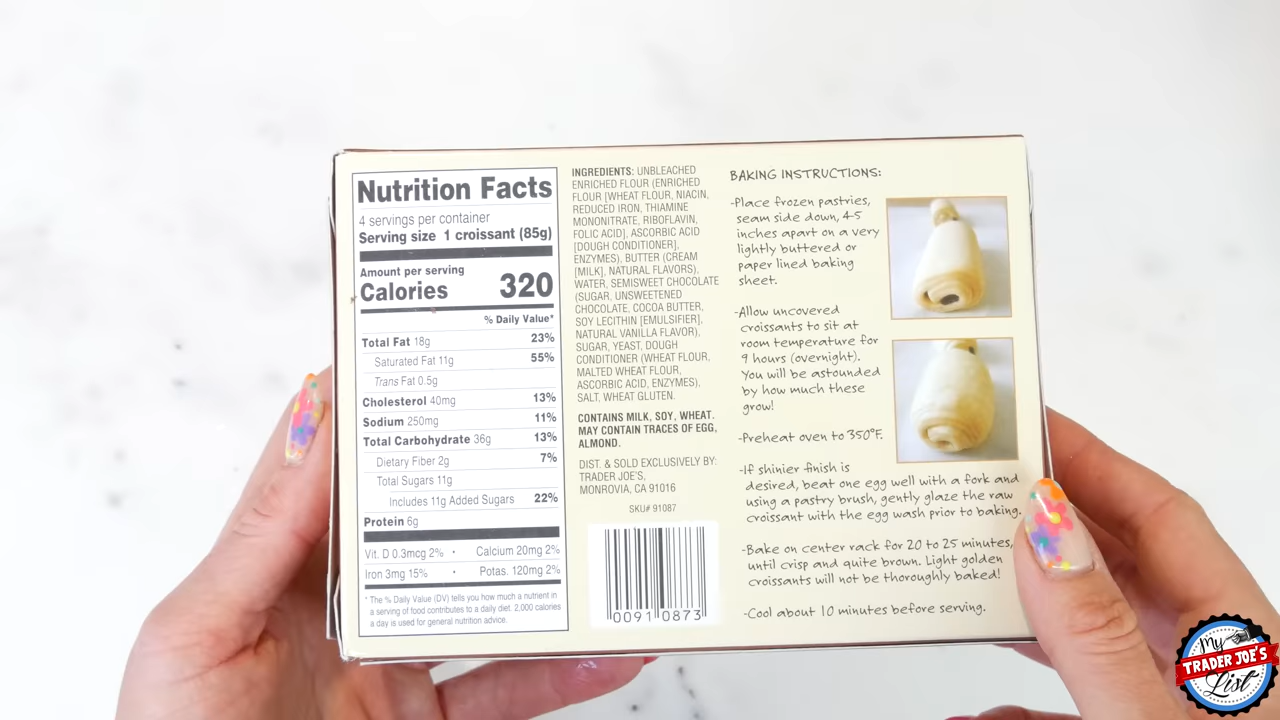 Nutrition Facts
4 servings per container
Serving size 1 croissant (85g)
Amount per serving
Calories 320
% Daily Value*
Total Fat 18g 23%
Saturated Fat 11g 55%
Trans Fat 0.5g
Cholesterol 40mg 13%
Sodium 250mg 11%
Total Carbohydrate 36g 13%
Dietary Fiber 2g 7%
Total Sugars 11g
Includes 11g Added Sugars 22%
Protein 6g
Vit. D 0.3mcg 2% • Calcium 20mg 2%
Iron 3mg 15% • Potas. 120mg 2%
* The % Daily Value (DV) tells you how much a nutrient in
a serving of food contributes to a daily diet. 2,000 calories
a day is used for general nutrition advice.
INGREDIENTS: UNBLEACHED
ENRICHED FLOUR (ENRICHED
FLOUR [WHEAT FLOUR, NIACIN,
REDUCED IRON, THIAMINE
MONONITRATE, RIBOFLAVIN,
FOLIC ACID], ASCORBIC ACID
[DOUGH CONDITIONER],
ENZYMES), BUTTER (CREAM
[MILK], NATURAL FLAVORS),
WATER, SEMISWEET CHOCOLATE
(SUGAR, UNSWEETENED
CHOCOLATE, COCOA BUTTER,
SOY LECITHIN [EMULSIFIER],
NATURAL VANILLA FLAVOR),
SUGAR, YEAST, DOUGH
CONDITIONER (WHEAT FLOUR,
MALTED WHEAT FLOUR,
ASCORBIC ACID, ENZYMES),
SALT, WHEAT GLUTEN.
CONTAINS MILK, SOY, WHEAT.
MAY CONTAIN TRACES OF EGG,
ALMOND.
DIST. & SOLD EXCLUSIVELY BY:
TRADER JOE'S,
MONROVIA, CA 91016
SKU# 91087
0091 0873
BAKING INSTRUCTIONS:
-Place frozen pastries,
seam side down, 4-5
inches apart on a very
lightly buttered or
paper lined baking
sheet.
-Allow uncovered
croissants to sit at
room temperature for
9 hours (overnight).
You will be astounded
by how much these
grow!
-Preheat oven to 350°F.
-If shinier finish is
desired, beat one egg well with a fork and
using a pastry brush, gently glaze the raw
croissant with the egg wash prior to baking.
-Bake on center rack for 20 to 25 minutes,
until crisp and quite brown. Light golden
croissants will not be thoroughly baked!
-Cool about 10 minutes before serving.
My
TRADER JOE'S
List